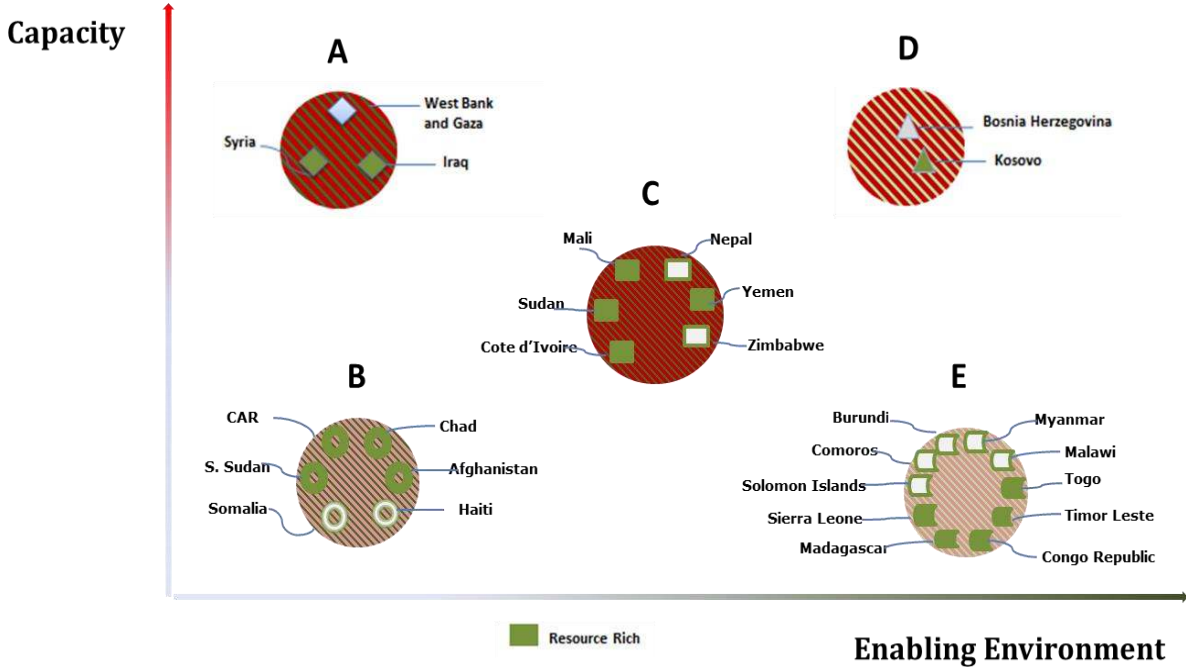 Capacity
A
West Bank
and Gaza
Syria
Iraq
D
Bosnia Herzegovina
Kosovo
C
Mali
Nepal
Sudan
Yemen
Cote d'Ivoire
Zimbabwe
B
CAR
Chad
S. Sudan
Afghanistan
Somalia
Haiti
E
Burundi
Myanmar
Comoros
Malawi
Solomon Islands
Togo
Sierra Leone
Timor Leste
Madagascar
Congo Republic
Resource Rich
Enabling Environment